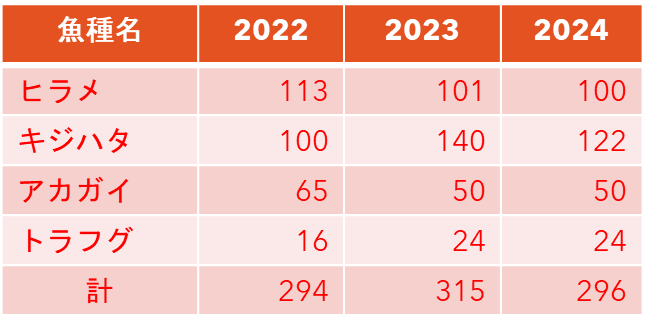 魚種名 2022 2023 2024
ヒラメ 113 101 100
キジハタ 100 140 122
アカガイ 65 50 50
トラフグ 16 24 24
計 294 315 296